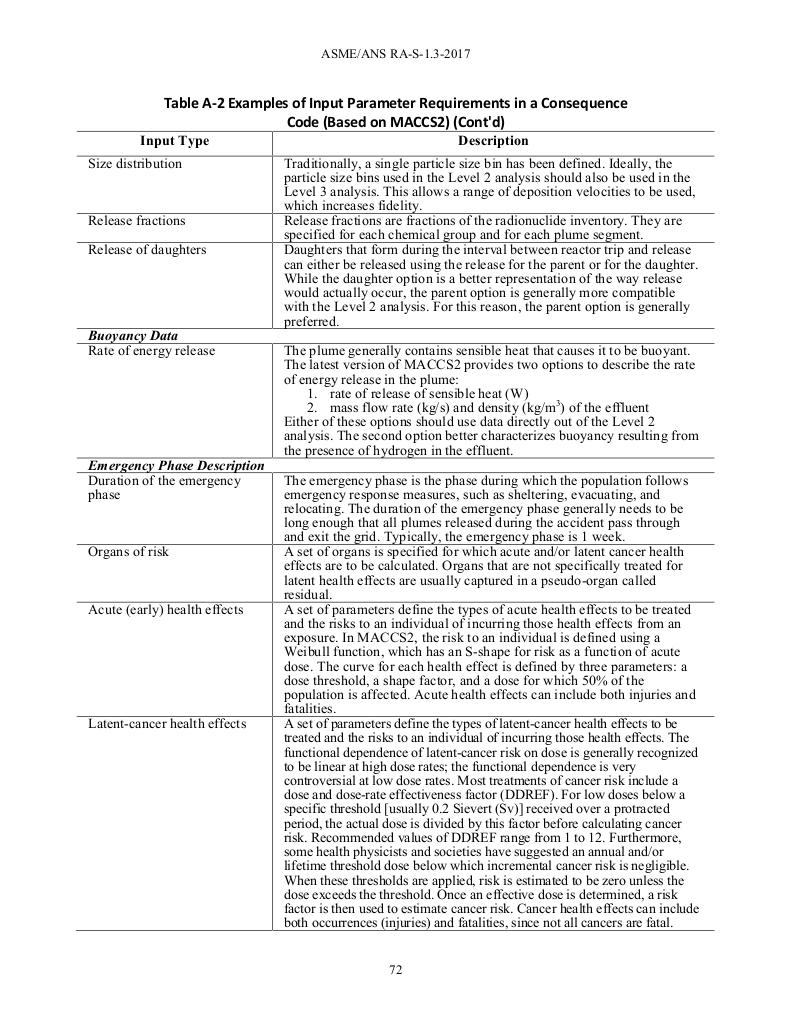 ASME/ANS RA-S-1.3-2017
Table A-2 Examples of Input Parameter Requirements in a Consequence
Code (Based on MACCS2) (Cont'd)
Input Type
Description
Size distribution
Traditionally, a single particle size bin has been defined. Ideally, the
particle size bins used in the Level 2 analysis should also be used in the
Level 3 analysis. This allows a range of deposition velocities to be used,
which increases fidelity.
Release fractions
Release fractions are fractions of the radionuclide inventory. They are
specified for each chemical group and for each plume segment.
Release of daughters
Daughters that form during the interval between reactor trip and release
can either be released using the release for the parent or for the daughter.
While the daughter option is a better representation of the way release
would actually occur, the parent option is generally more compatible
with the Level 2 analysis. For this reason, the parent option is generally
preferred.
Buoyancy Data
Rate of energy release
The plume generally contains sensible heat that causes it to be buoyant.
The latest version of MACCS2 provides two options to describe the rate
of energy release in the plume:
1. rate of release of sensible heat (W)
2. mass flow rate (kg/s) and density (kg/m³) of the effluent
Either of these options should use data directly out of the Level 2
analysis. The second option better characterizes buoyancy resulting from
the presence of hydrogen in the effluent.
Emergency Phase Description
Duration of the emergency
phase
The emergency phase is the phase during which the population follows
emergency response measures, such as sheltering, evacuating, and
relocating. The duration of the emergency phase generally needs to be
long enough that all plumes released during the accident pass through
and exit the grid. Typically, the emergency phase is 1 week.
Organs of risk
A set of organs is specified for which acute and/or latent cancer health
effects are to be calculated. Organs that are not specifically treated for
latent health effects are usually captured in a pseudo-organ called
residual.
Acute (early) health effects
A set of parameters define the types of acute health effects to be treated
and the risks to an individual of incurring those health effects from an
exposure. In MACCS2, the risk to an individual is defined using a
Weibull function, which has an S-shape for risk as a function of acute
dose. The curve for each health effect is defined by three parameters: a
dose threshold, a shape factor, and a dose for which 50% of the
population is affected. Acute health effects can include both injuries and
fatalities.
Latent-cancer health effects
A set of parameters define the types of latent-cancer health effects to be
treated and the risks to an individual of incurring those health effects. The
functional dependence of latent-cancer risk on dose is generally recognized
to be linear at high dose rates; the functional dependence is very
controversial at low dose rates. Most treatments of cancer risk include a
dose and dose-rate effectiveness factor (DDREF). For low doses below a
specific threshold [usually 0.2 Sievert (Sv)] received over a protracted
period, the actual dose is divided by this factor before calculating cancer
risk. Recommended values of DDREF range from 1 to 12. Furthermore,
some health physicists and societies have suggested an annual and/or
lifetime threshold dose below which incremental cancer risk is negligible.
When these thresholds are applied, risk is estimated to be zero unless the
dose exceeds the threshold. Once an effective dose is determined, a risk
factor is then used to estimate cancer risk. Cancer health effects can include
both occurrences (injuries) and fatalities, since not all cancers are fatal.
72